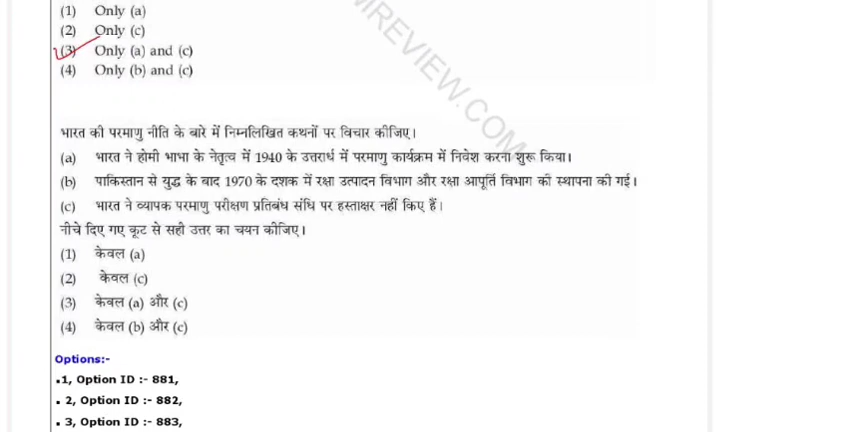 (1) Only (a)
(2) Only (c)
(3) Only (a) and (c)
(4) Only (b) and (c)
MREVIEW.COM
भारत की परमाणु नीति के बारे में निम्नलिखित कथनों पर विचार कीजिए।
(a) भारत ने होमी भाभा के नेतृत्व में 1940 के उत्तरार्ध में परमाणु कार्यक्रम में निवेश करना शुरू किया।
(b) पाकिस्तान से युद्ध के बाद 1970 के दशक में रक्षा उत्पादन विभाग और रक्षा आपूर्ति विभाग की स्थापना की गई।
(c) भारत ने व्यापक परमाणु परीक्षण प्रतिबंध संधि पर हस्ताक्षर नहीं किए हैं।
नीचे दिए गए कूट से सही उत्तर का चयन कीजिए।
(1) केवल (a)
(2) केवल (c)
(3) केवल (a) और (c)
(4) केवल (b) और (c)
Options:-
1, Option ID :- 881,
2, Option ID :- 882,
3, Option ID :- 883,